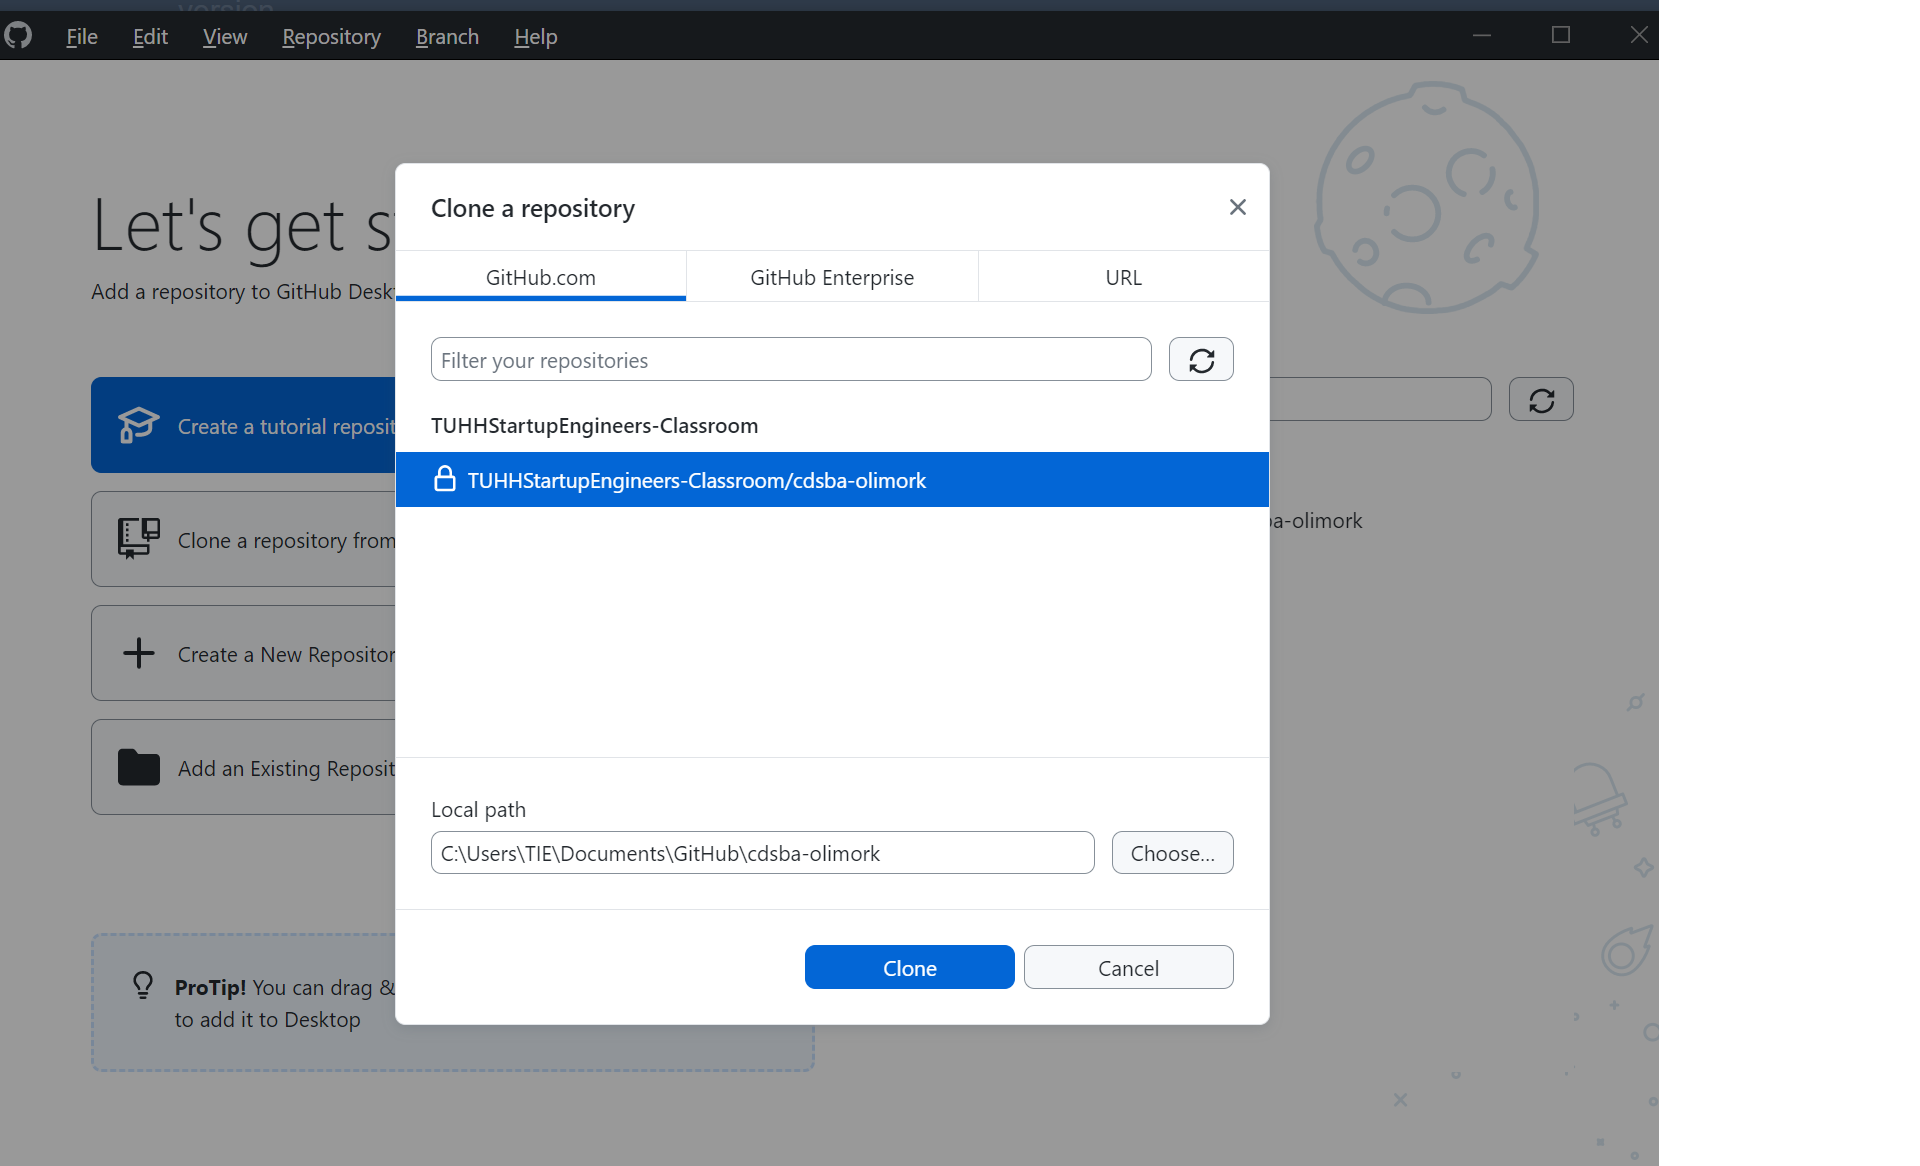 version
File Edit View Repository Branch Help
Let's get s
Add a repository to GitHub Desk
Clone a repository
GitHub.com GitHub Enterprise URL
Filter your repositories
TUHHStartupEngineers-Classroom
TUHHStartupEngineers-Classroom/cdsba-olimork
Create a tutorial reposit
Clone a repository from
a-olimork
Create a New Repositor
Add an Existing Reposit
Local path
C:\Users\TIE\Documents\GitHub\cdsba-olimork
Choose...
Clone Cancel
ProTip! You can drag &
to add it to Desktop